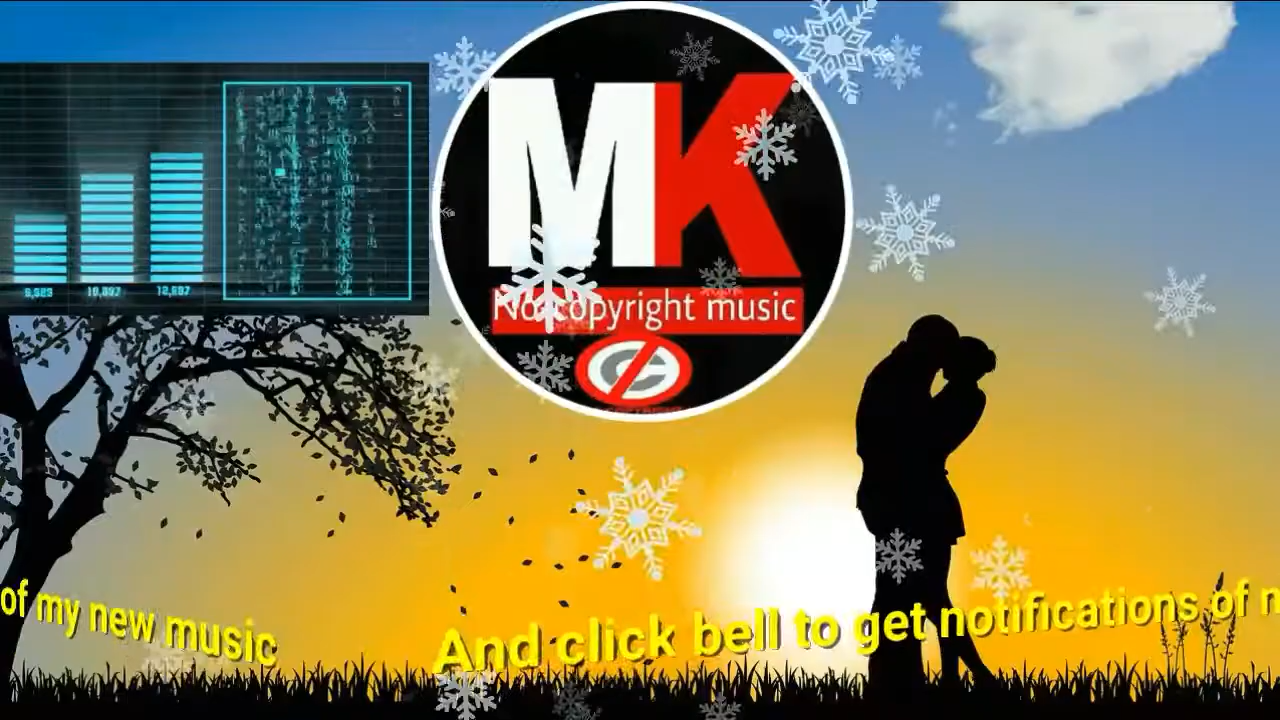 MK
No copyright music
of my new music
And click bell to get notifications of